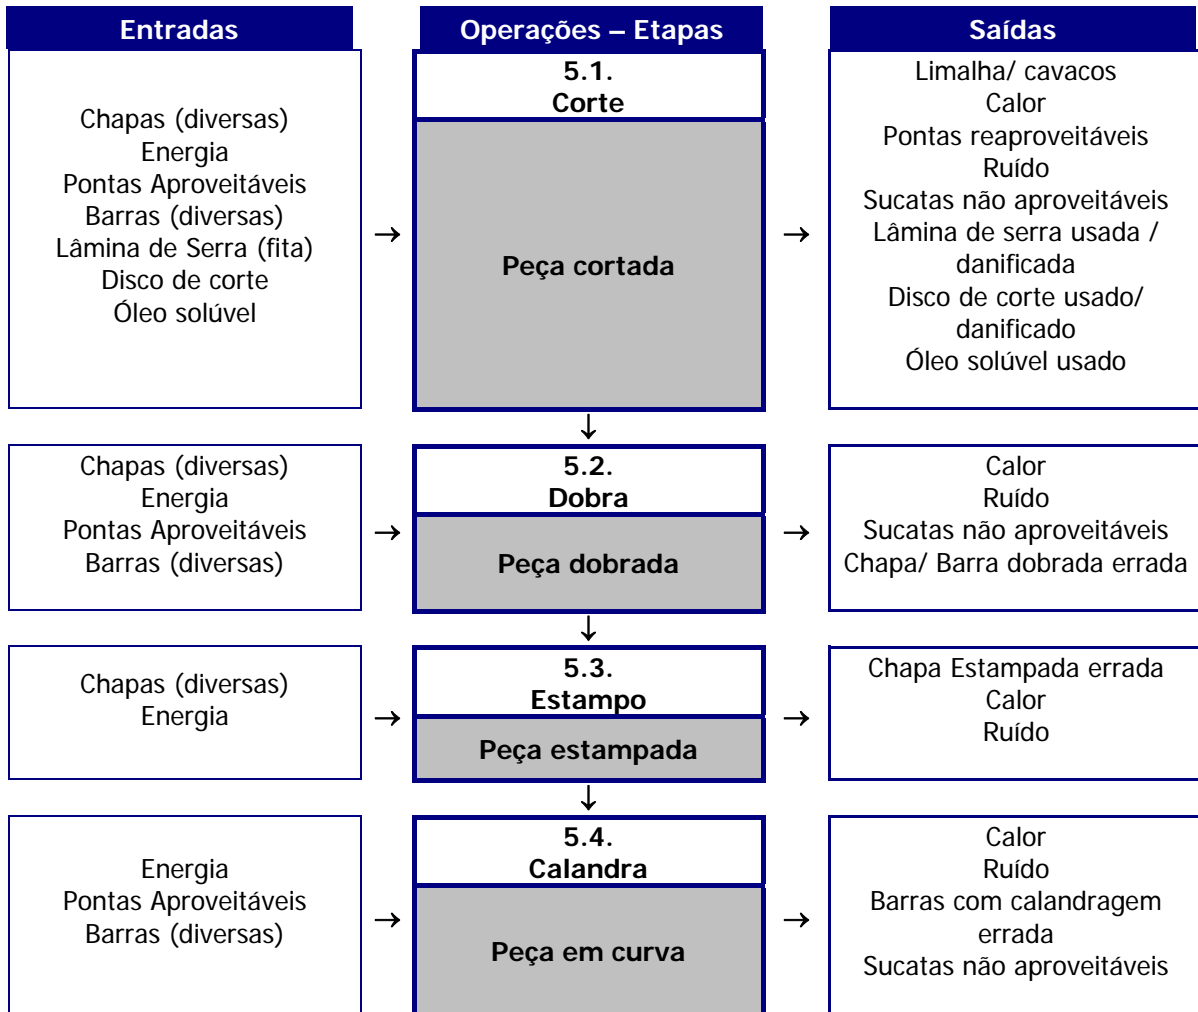 Entradas
Operações – Etapas
Saídas
Chapas (diversas)
Energia
Pontas Aproveitáveis
Barras (diversas)
Lâmina de Serra (fita)
Disco de corte
Óleo solúvel
→
5.1.
Corte
Peça cortada
→
Limalha/ cavacos
Calor
Pontas reaproveitáveis
Ruído
Sucatas não aproveitáveis
Lâmina de serra usada /
danificada
Disco de corte usado/
danificado
Óleo solúvel usado
↓
Chapas (diversas)
Energia
Pontas Aproveitáveis
Barras (diversas)
→
5.2.
Dobra
Peça dobrada
→
Calor
Ruído
Sucatas não aproveitáveis
Chapa/ Barra dobrada errada
↓
Chapas (diversas)
Energia
→
5.3.
Estampo
Peça estampada
→
Chapa Estampada errada
Calor
Ruído
↓
Energia
Pontas Aproveitáveis
Barras (diversas)
→
5.4.
Calandra
Peça em curva
→
Calor
Ruído
Barras com calandragem
errada
Sucatas não aproveitáveis